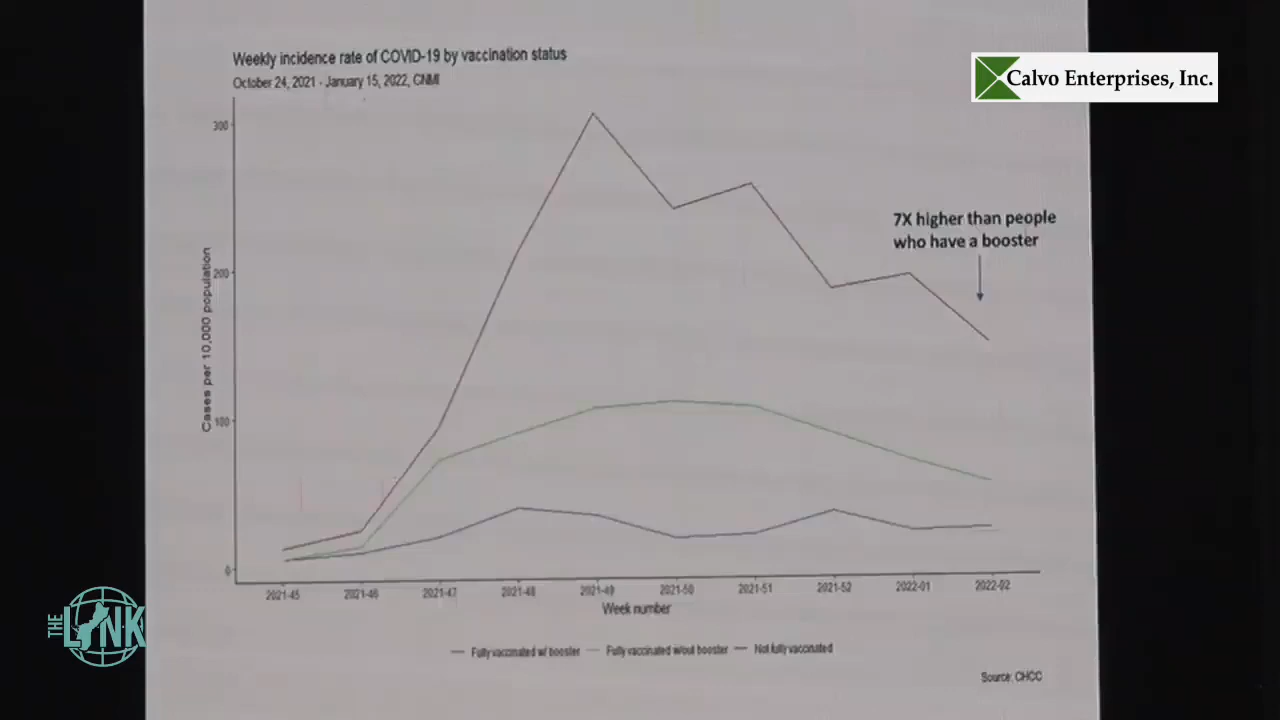 Weekly incidence rate of COVID-19 by vaccination status
October 24, 2021 - January 15, 2022, CNMI
Calvo Enterprises, Inc.
300
200
100
0
Cases per 10,000 population
7X higher than people
who have a booster
2021-45 2021-46 2021-47 2021-48 2021-49 2021-50 2021-51 2021-52 2022-01 2022-02
Week number
Fully vaccinated w/ booster Fully vaccinated w/out booster Not fully vaccinated
Source: CHCC
THE LINK